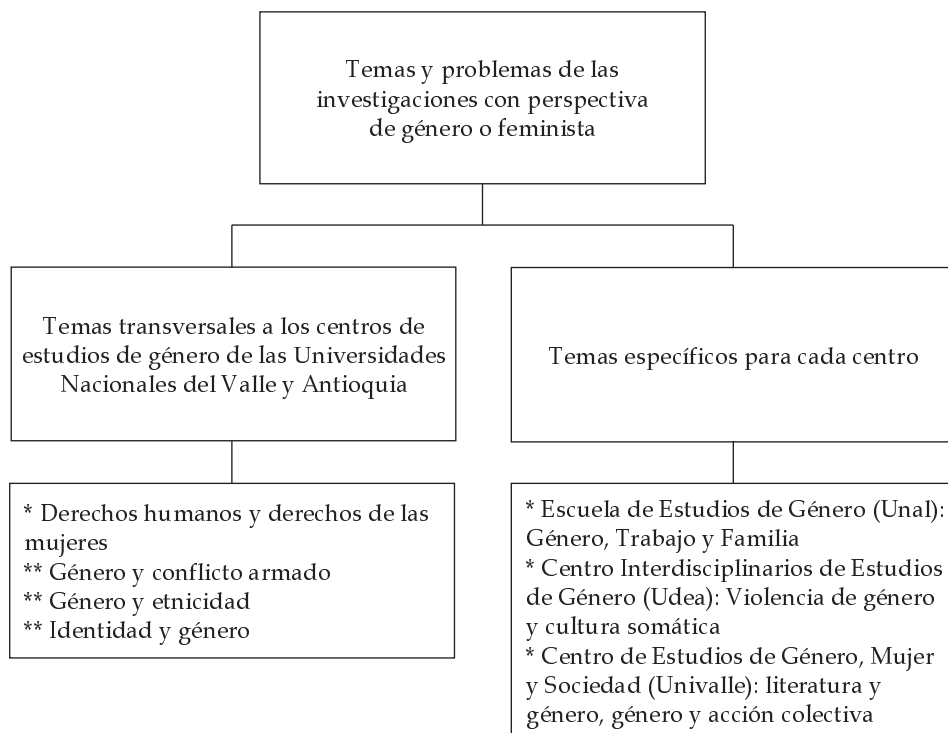 Temas y problemas de las
investigaciones con perspectiva
de género o feminista
Temas transversales a los centros de
estudios de género de las Universidades
Nacionales del Valle y Antioquia
Temas específicos para cada centro
* Derechos humanos y derechos de las
mujeres
** Género y conflicto armado
** Género y etnicidad
** Identidad y género
* Escuela de Estudios de Género (Unal):
Género, Trabajo y Familia
* Centro Interdisciplinarios de Estudios
de Género (Udea): Violencia de género
y cultura somática
* Centro de Estudios de Género, Mujer
y Sociedad (Univalle): literatura y
género, género y acción colectiva